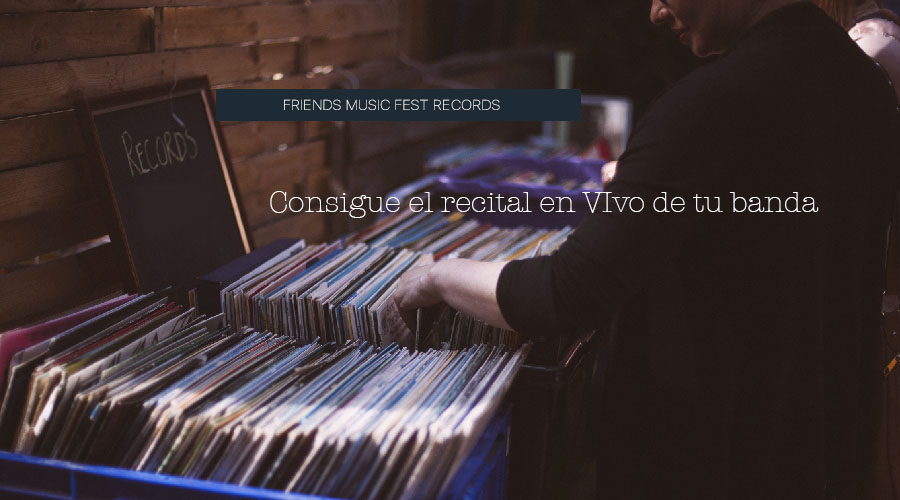 FRIENDS MUSIC FEST RECORDS
RECORDS
Consigue el recital en VIvo de tu banda